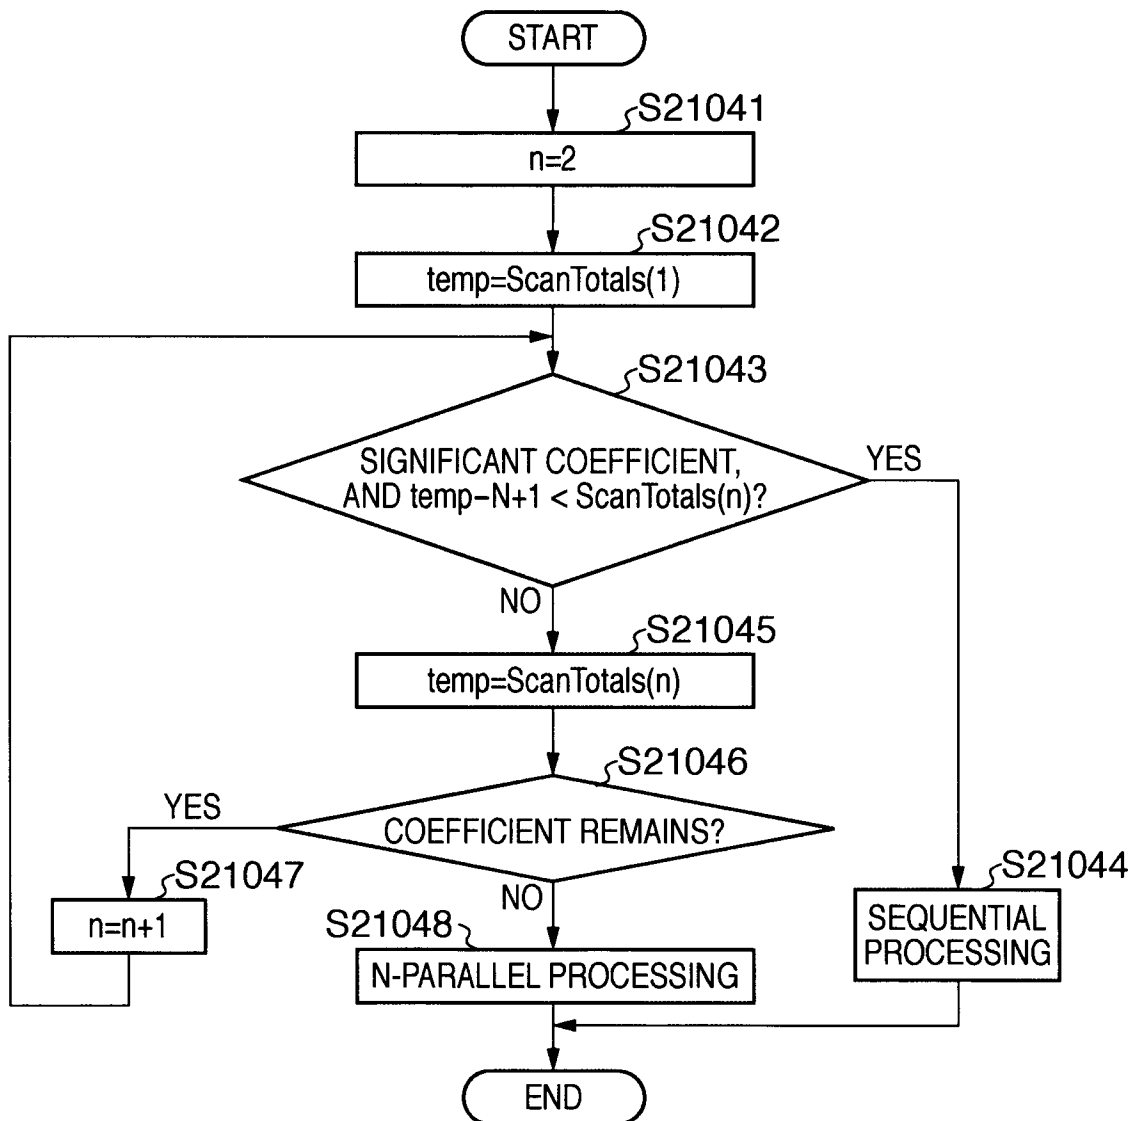 START
S21041
n=2
S21042
temp=ScanTotals(1)
S21043
SIGNIFICANT COEFFICIENT,
AND temp−N+1 < ScanTotals(n)?
YES
NO
S21045
temp=ScanTotals(n)
S21046
COEFFICIENT REMAINS?
YES
S21047
n=n+1
NO
S21048
N-PARALLEL PROCESSING
S21044
SEQUENTIAL
PROCESSING
END